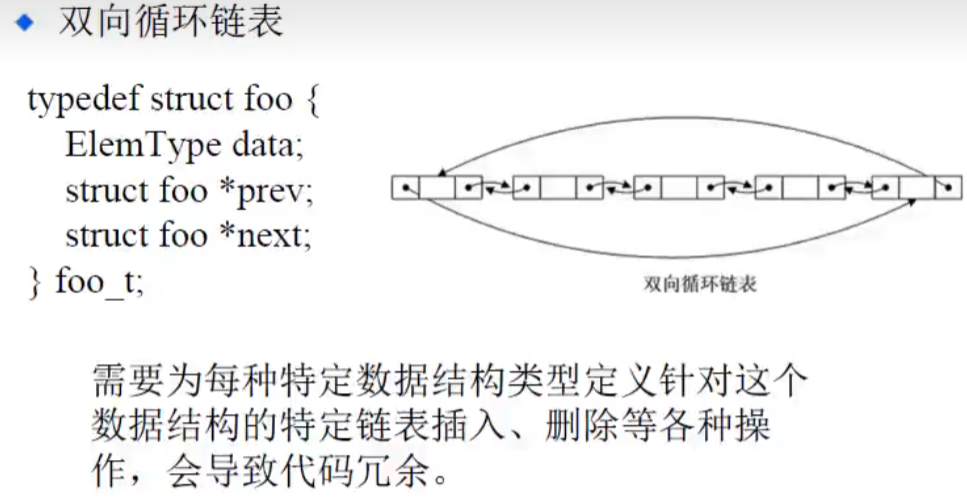 双向循环链表
typedef struct foo {
ElemType data;
struct foo *prev;
struct foo *next;
} foo_t;
双向循环链表
需要为每种特定数据结构类型定义针对这个
数据结构的特定链表插入、删除等各种操
作，会导致代码冗余。